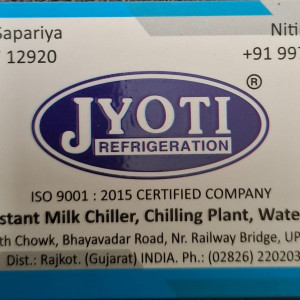 Sapariya Niti
12920 +91 997
®
JYOTI
REFRIGERATION
ISO 9001 : 2015 CERTIFIED COMPANY
stant Milk Chiller, Chilling Plant, Wate
th Chowk, Bhayavadar Road, Nr. Railway Bridge, UP
Dist.: Rajkot. (Gujarat) INDIA. Ph.: (02826) 220203